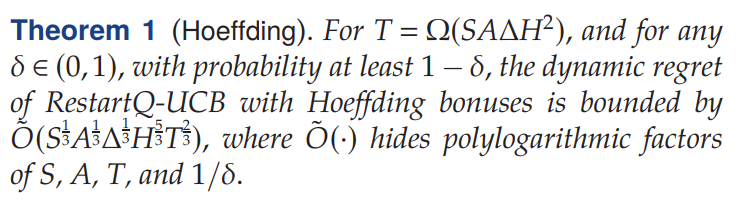 Theorem 1 (Hoeffding). For T = Ω(SAΔH²), and for any
δ ∈ (0,1), with probability at least 1 – δ, the dynamic regret
of RestartQ-UCB with Hoeffding bonuses is bounded by
Õ(S^{1/3}A^{1/3}Δ^{1/3}H^{5/3}T^{2/3}), where Õ(·) hides polylogarithmic factors
of S, A, T, and 1/δ.